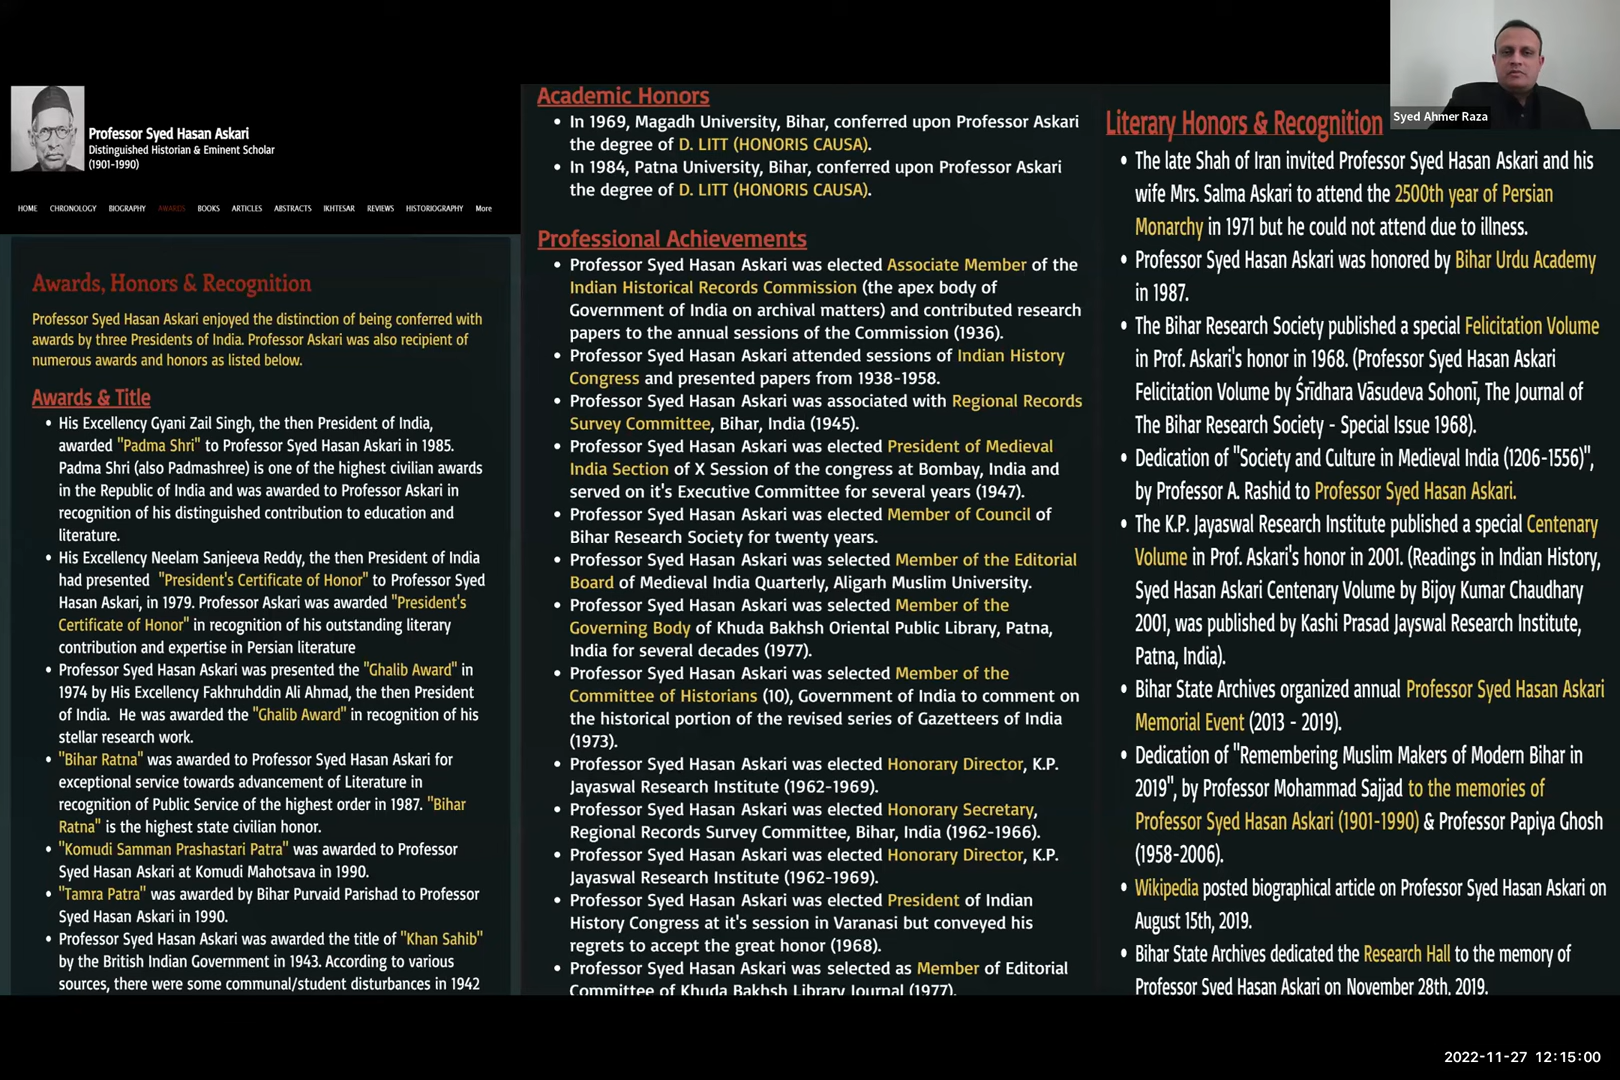 Professor Syed Hasan Askari
Distinguished Historian & Eminent Scholar
(1901-1990)
HOME CHRONOLOGY BIOGRAPHY AWARDS BOOKS ARTICLES ABSTRACTS IKHTESAR REVIEWS HISTORIOGRAPHY More
Awards, Honors & Recognition
Professor Syed Hasan Askari enjoyed the distinction of being conferred with
awards by three Presidents of India. Professor Askari was also recipient of
numerous awards and honors as listed below.
Awards & Title
• His Excellency Gyani Zail Singh, the then President of India,
awarded "Padma Shri" to Professor Syed Hasan Askari in 1985.
Padma Shri (also Padmashree) is one of the highest civilian awards
in the Republic of India and was awarded to Professor Askari in
recognition of his distinguished contribution to education and
literature.
• His Excellency Neelam Sanjeeva Reddy, the then President of India
had presented "President's Certificate of Honor" to Professor Syed
Hasan Askari, in 1979. Professor Askari was awarded "President's
Certificate of Honor" in recognition of his outstanding literary
contribution and expertise in Persian literature
• Professor Syed Hasan Askari was presented the "Ghalib Award" in
1974 by His Excellency Fakhruhddin Ali Ahmad, the then President
of India. He was awarded the "Ghalib Award" in recognition of his
stellar research work.
• "Bihar Ratna" was awarded to Professor Syed Hasan Askari for
exceptional service towards advancement of Literature in
recognition of Public Service of the highest order in 1987. "Bihar
Ratna" is the highest state civilian honor.
• "Komudi Samman Prashastari Patra" was awarded to Professor
Syed Hasan Askari at Komudi Mahotsava in 1990.
• "Tamra Patra" was awarded by Bihar Purvaid Parishad to Professor
Syed Hasan Askari in 1990.
• Professor Syed Hasan Askari was awarded the title of "Khan Sahib"
by the British Indian Government in 1943. According to various
sources, there were some communal/student disturbances in 1942
Academic Honors
• In 1969, Magadh University, Bihar, conferred upon Professor Askari
the degree of D. LITT (HONORIS CAUSA).
• In 1984, Patna University, Bihar, conferred upon Professor Askari
the degree of D. LITT (HONORIS CAUSA).
Professional Achievements
• Professor Syed Hasan Askari was elected Associate Member of the
Indian Historical Records Commission (the apex body of
Government of India on archival matters) and contributed research
papers to the annual sessions of the Commission (1936).
• Professor Syed Hasan Askari attended sessions of Indian History
Congress and presented papers from 1938-1958.
• Professor Syed Hasan Askari was associated with Regional Records
Survey Committee, Bihar, India (1945).
• Professor Syed Hasan Askari was elected President of Medieval
India Section of X Session of the congress at Bombay, India and
served on it's Executive Committee for several years (1947).
• Professor Syed Hasan Askari was elected Member of Council of
Bihar Research Society for twenty years.
• Professor Syed Hasan Askari was selected Member of the Editorial
Board of Medieval India Quarterly, Aligarh Muslim University.
• Professor Syed Hasan Askari was selected Member of the
Governing Body of Khuda Bakhsh Oriental Public Library, Patna,
India for several decades (1977).
• Professor Syed Hasan Askari was selected Member of the
Committee of Historians (10), Government of India to comment on
the historical portion of the revised series of Gazetteers of India
(1973).
• Professor Syed Hasan Askari was elected Honorary Director, K.P.
Jayaswal Research Institute (1962-1969).
• Professor Syed Hasan Askari was elected Honorary Secretary,
Regional Records Survey Committee, Bihar, India (1962-1966).
• Professor Syed Hasan Askari was elected Honorary Director, K.P.
Jayaswal Research Institute (1962-1969).
• Professor Syed Hasan Askari was elected President of Indian
History Congress at it's session in Varanasi but conveyed his
regrets to accept the great honor (1968).
• Professor Syed Hasan Askari was selected as Member of Editorial
Committee of Khuda Bakhsh Library Journal (1977).
Literary Honors & Recognition
• The late Shah of Iran invited Professor Syed Hasan Askari and his
wife Mrs. Salma Askari to attend the 2500th year of Persian
Monarchy in 1971 but he could not attend due to illness.
• Professor Syed Hasan Askari was honored by Bihar Urdu Academy
in 1987.
• The Bihar Research Society published a special Felicitation Volume
in Prof. Askari's honor in 1968. (Professor Syed Hasan Askari
Felicitation Volume by Śrīdhara Vāsudeva Sohonī, The Journal of
The Bihar Research Society - Special Issue 1968).
• Dedication of "Society and Culture in Medieval India (1206-1556)",
by Professor A. Rashid to Professor Syed Hasan Askari.
• The K.P. Jayaswal Research Institute published a special Centenary
Volume in Prof. Askari's honor in 2001. (Readings in Indian History,
Syed Hasan Askari Centenary Volume by Bijoy Kumar Chaudhary
2001, was published by Kashi Prasad Jayswal Research Institute,
Patna, India).
• Bihar State Archives organized annual Professor Syed Hasan Askari
Memorial Event (2013 - 2019).
• Dedication of "Remembering Muslim Makers of Modern Bihar in
2019", by Professor Mohammad Sajjad to the memories of
Professor Syed Hasan Askari (1901-1990) & Professor Papiya Ghosh
(1958-2006).
• Wikipedia posted biographical article on Professor Syed Hasan Askari on
August 15th, 2019.
• Bihar State Archives dedicated the Research Hall to the memory of
Professor Syed Hasan Askari on November 28th, 2019.
Syed Ahmer Raza
2022-11-27 12:15:00